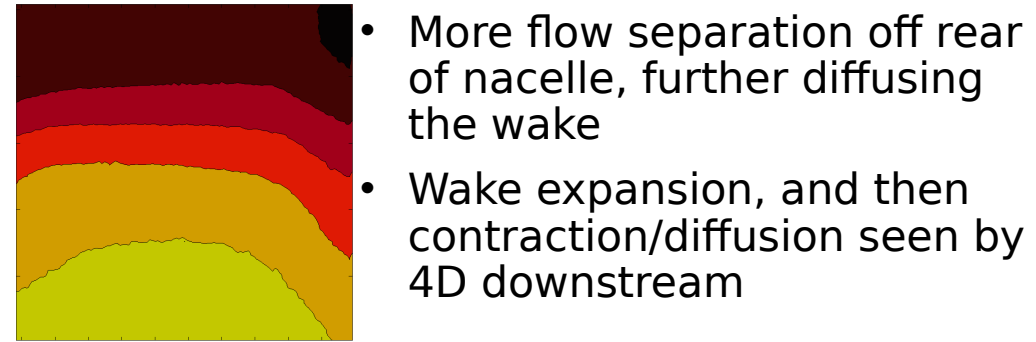 • More flow separation off rear
of nacelle, further diffusing
the wake
• Wake expansion, and then
contraction/diffusion seen by
4D downstream